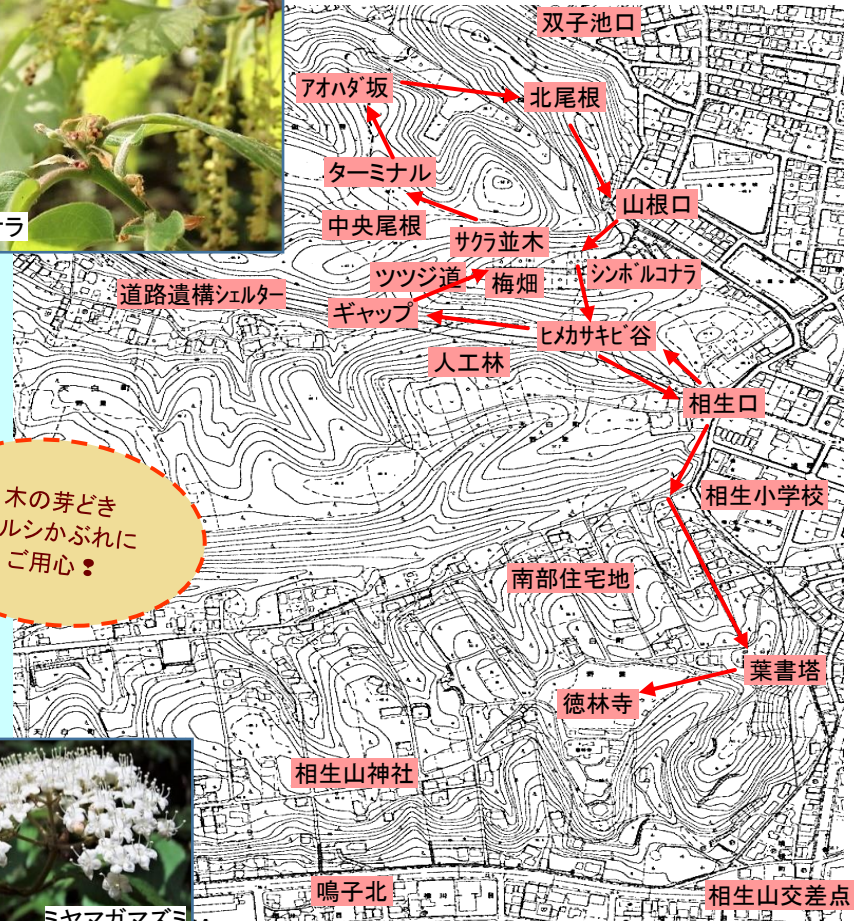 双子池口
アオハダ坂
北尾根
ターミナル
山根口
ラ
中央尾根
サクラ並木
ツツジ道
梅畑
シンボルコナラ
道路遺構シェルター
ギャップ
ヒメカサキビ谷
人工林
相生口
木の芽どき
ルシかぶれに
ご用心❢
相生小学校
南部住宅地
葉書塔
徳林寺
相生山神社
ミヤマガマズミ
鳴子北
相生山交差点